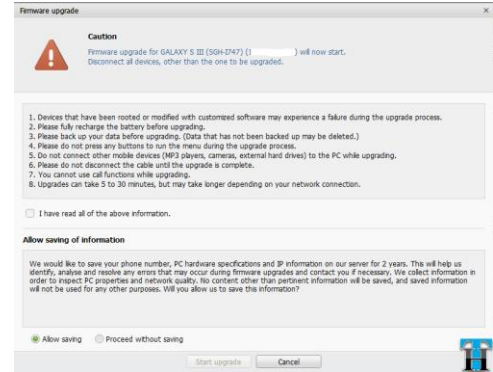 Firmware upgrade
Caution
Firmware upgrade for GALAXY S III (SGH-I747) (1 ) will now start.
Disconnect all devices, other than the one to be upgraded.
1. Devices that have been rooted or modified with customized software may experience a failure during the upgrade process.
2. Please fully recharge the battery before upgrading.
3. Please back up your data before upgrading. (Data that has not been backed up may be deleted.)
4. Please do not press any buttons to run the menu during the upgrade process.
5. Do not connect other mobile devices (MP3 players, cameras, external hard drives) to the PC while upgrading.
6. Please do not disconnect the cable until the upgrade is complete.
7. You cannot use call functions while upgrading.
8. Upgrades can take 5 to 30 minutes, but may take longer depending on your network connection.
I have read all of the above information.
Allow saving of information
We would like to save your phone number, PC hardware specifications and IP information on our server for 2 years. This will help us
identify, analyse and resolve any errors that may occur during firmware upgrades and contact you if necessary. We collect information in
order to inspect PC properties and network quality. No content other than pertinent information will be saved, and saved information
will not be used for any other purposes. Will you allow us to save this information?
Allow saving Proceed without saving
Start upgrade Cancel